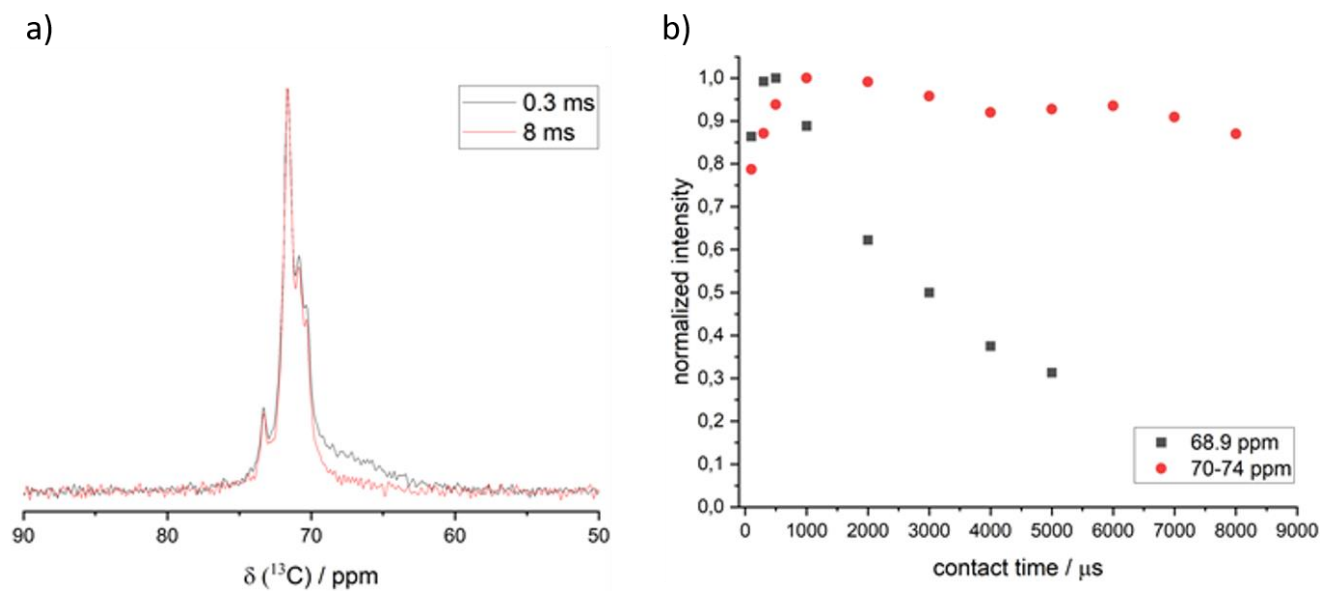 a)
0.3 ms
8 ms
90
80
70
60
50
δ (¹³C) / ppm
b)
1,0
0,9
0,8
0,7
0,6
0,5
0,4
0,3
0,2
0,1
0,0
normalized intensity
68.9 ppm
70-74 ppm
0
1000
2000
3000
4000
5000
6000
7000
8000
9000
contact time / μs